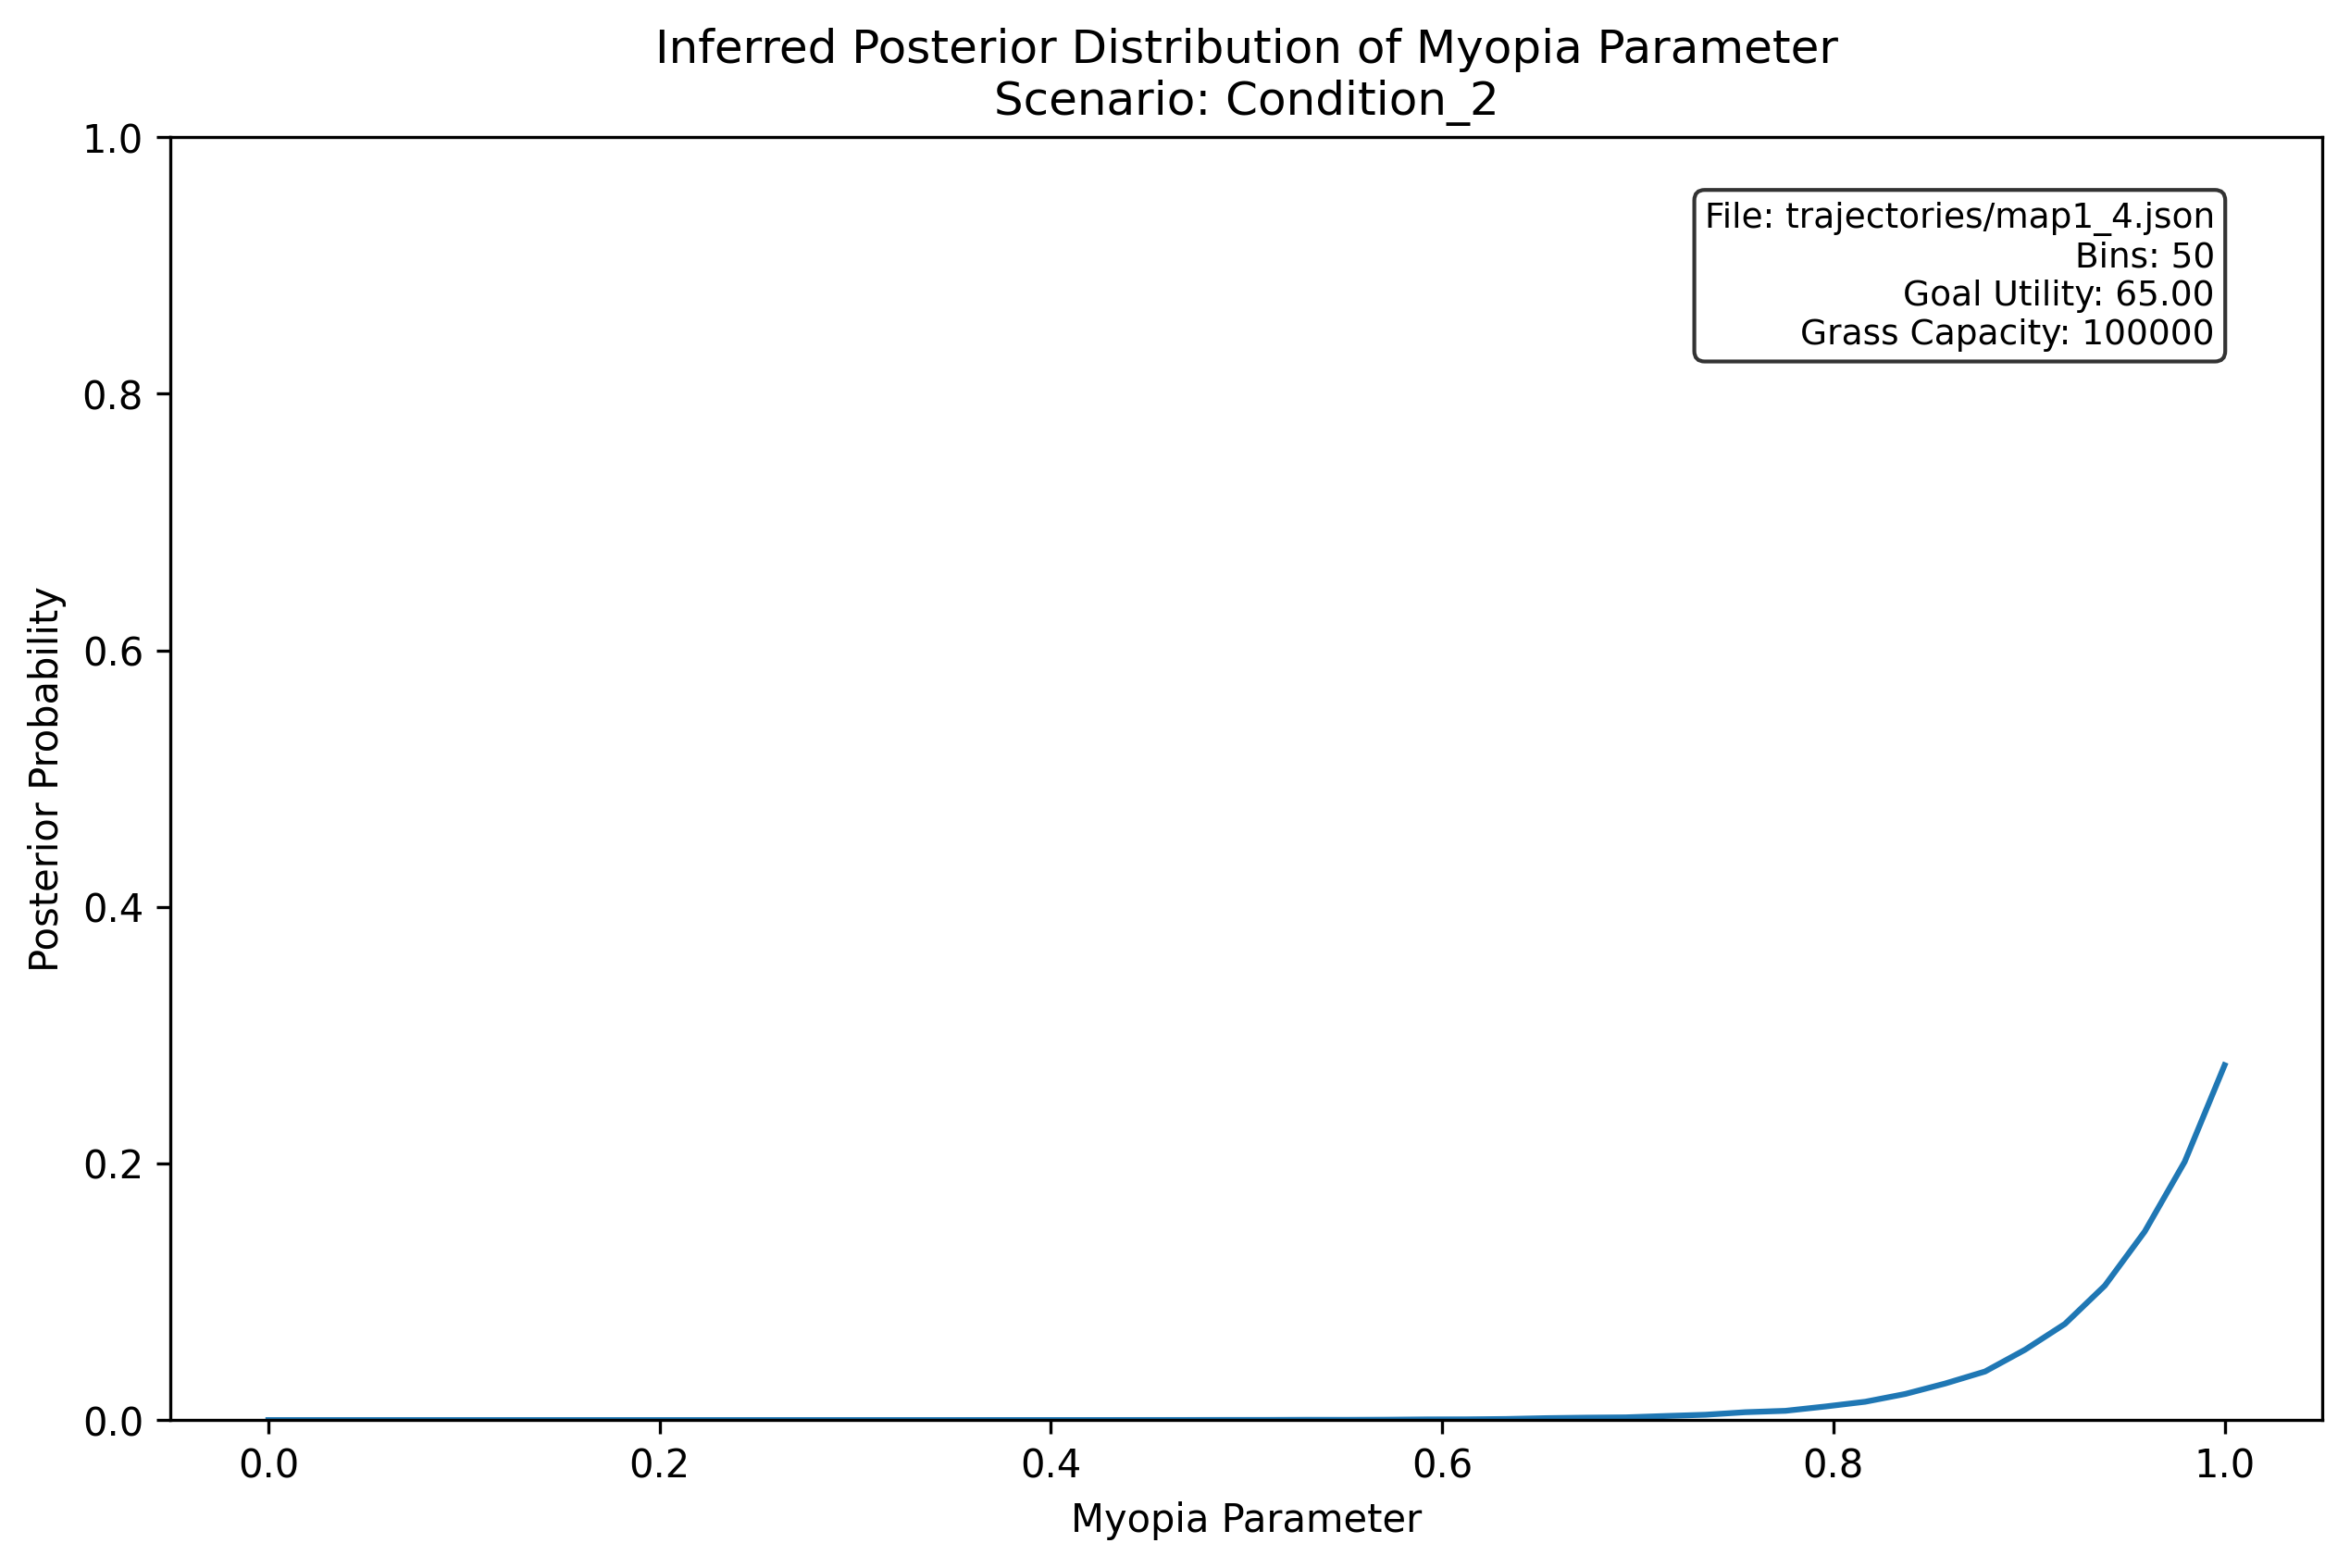 Inferred Posterior Distribution of Myopia Parameter
Scenario: Condition_2
File: trajectories/map1_4.json
Bins: 50
Goal Utility: 65.00
Grass Capacity: 100000
Posterior Probability
1.0
0.8
0.6
0.4
0.2
0.0
0.0 0.2 0.4 0.6 0.8 1.0
Myopia Parameter